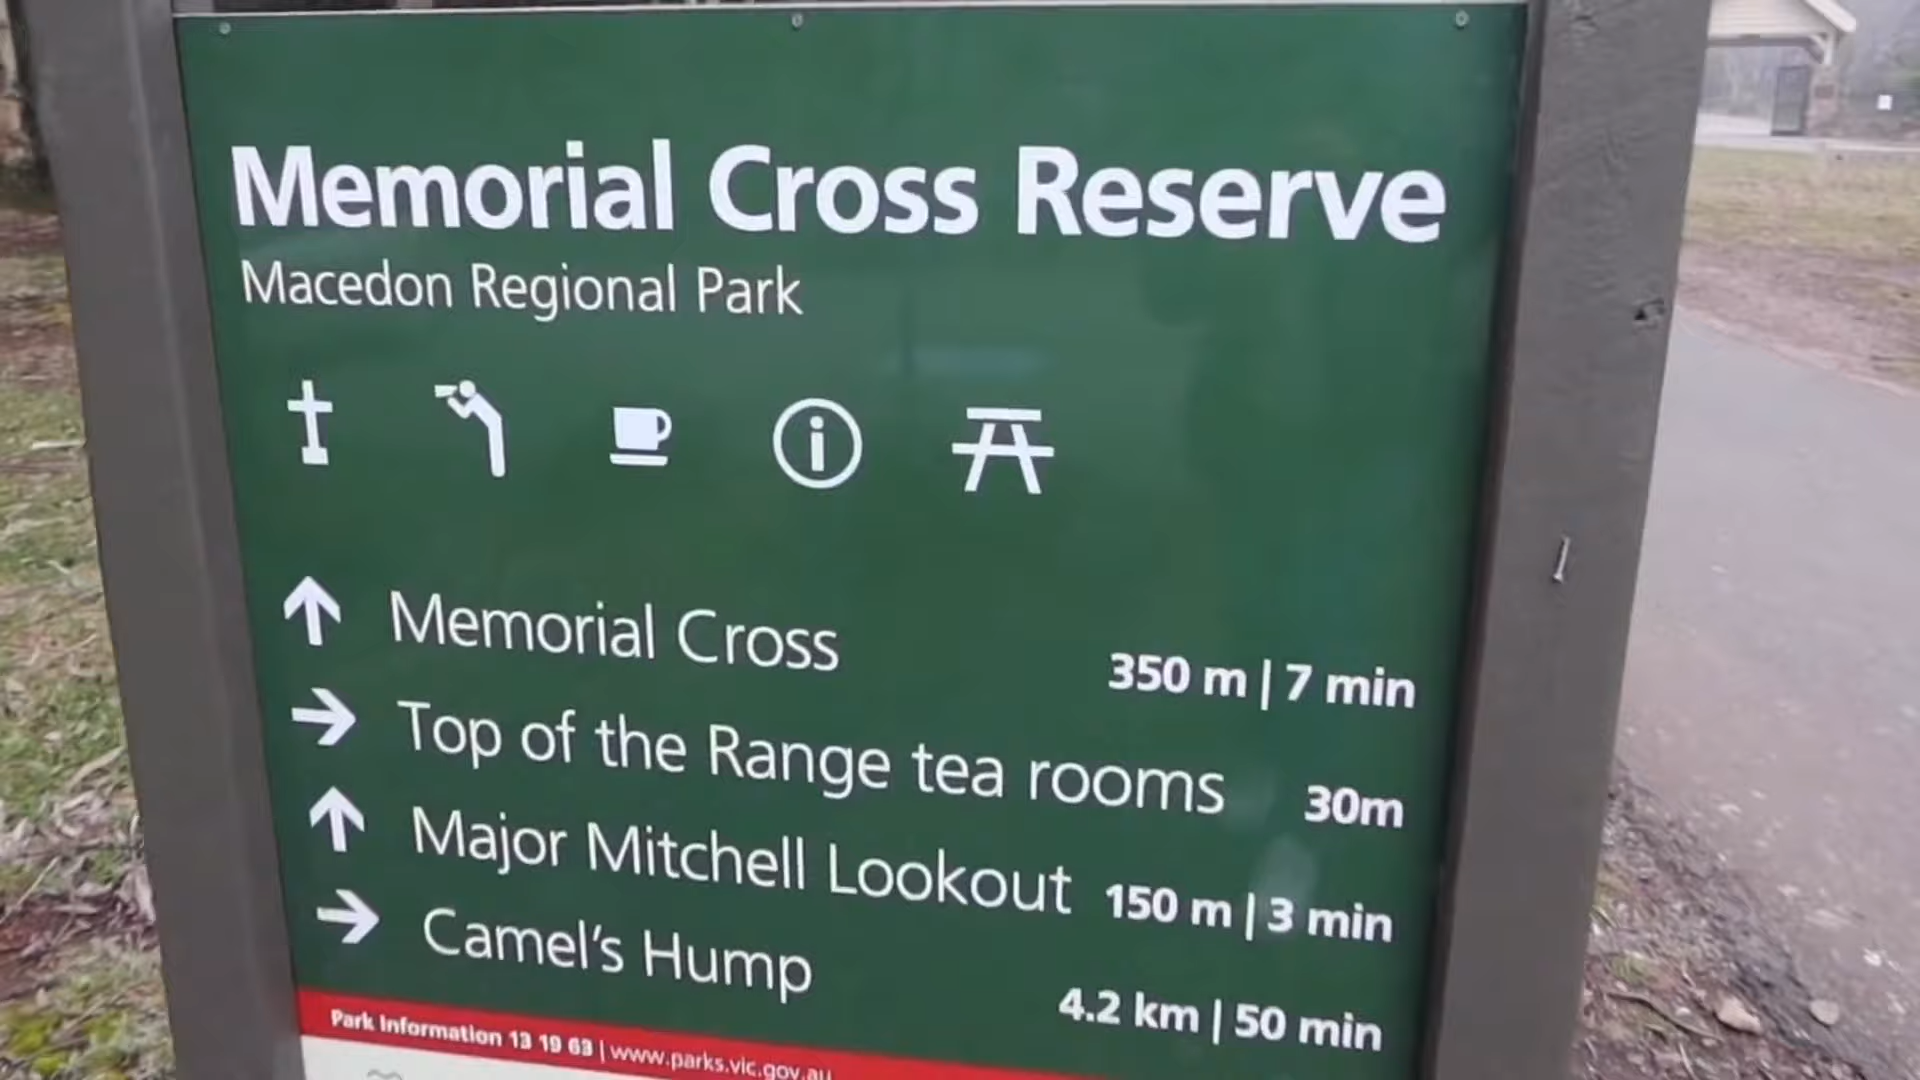 Memorial Cross Reserve
Macedon Regional Park
Memorial Cross 350 m | 7 min
Top of the Range tea rooms 30m
Major Mitchell Lookout 150 m | 3 min
Camel's Hump 4.2 km | 50 min
Park Information 13 19 63 | www.parks.vic.gov.au